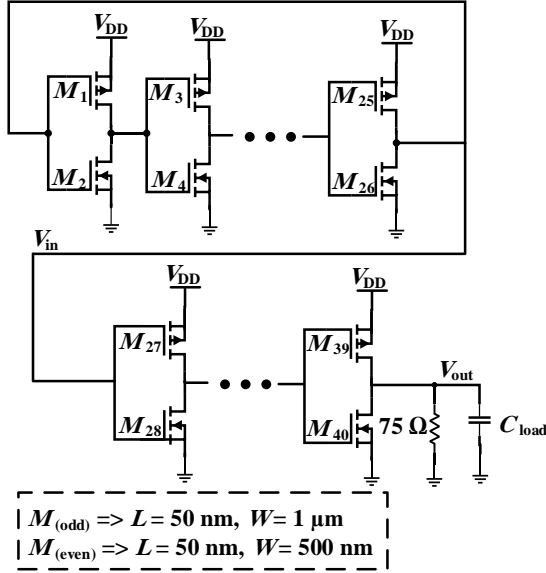 V_DD V_DD V_DD
M_1 M_3 M_25
M_2 M_4 M_26
V_in
V_DD V_DD
M_27 M_39
V_out
M_28 M_40 75 Ω C_load
M_(odd) => L = 50 nm, W = 1 µm
M_(even) => L = 50 nm, W = 500 nm